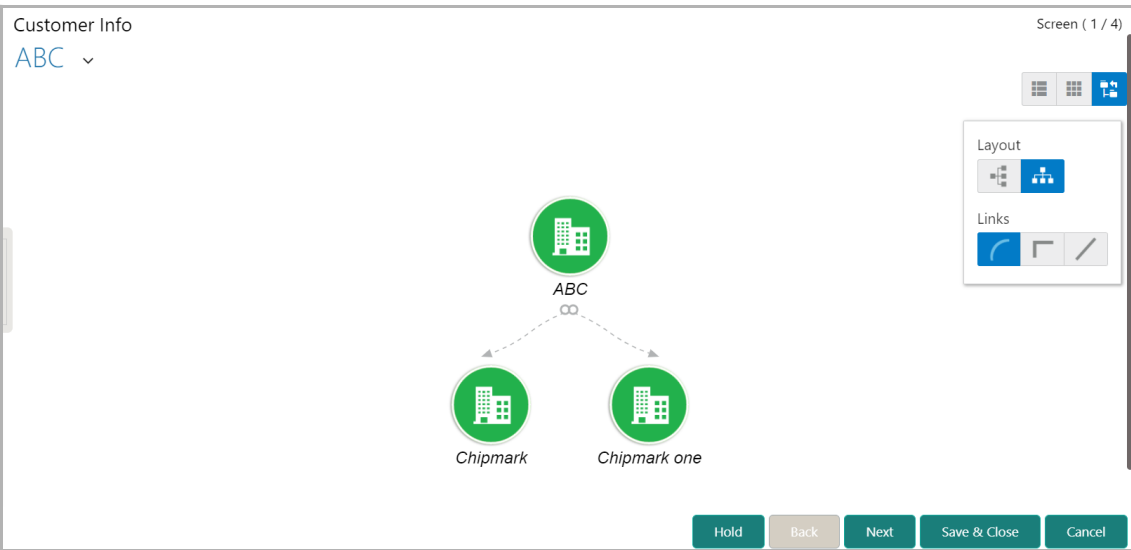 Customer Info
Screen ( 1 / 4)
ABC
Layout
Links
ABC
Chipmark
Chipmark one
Hold
Back
Next
Save & Close
Cancel